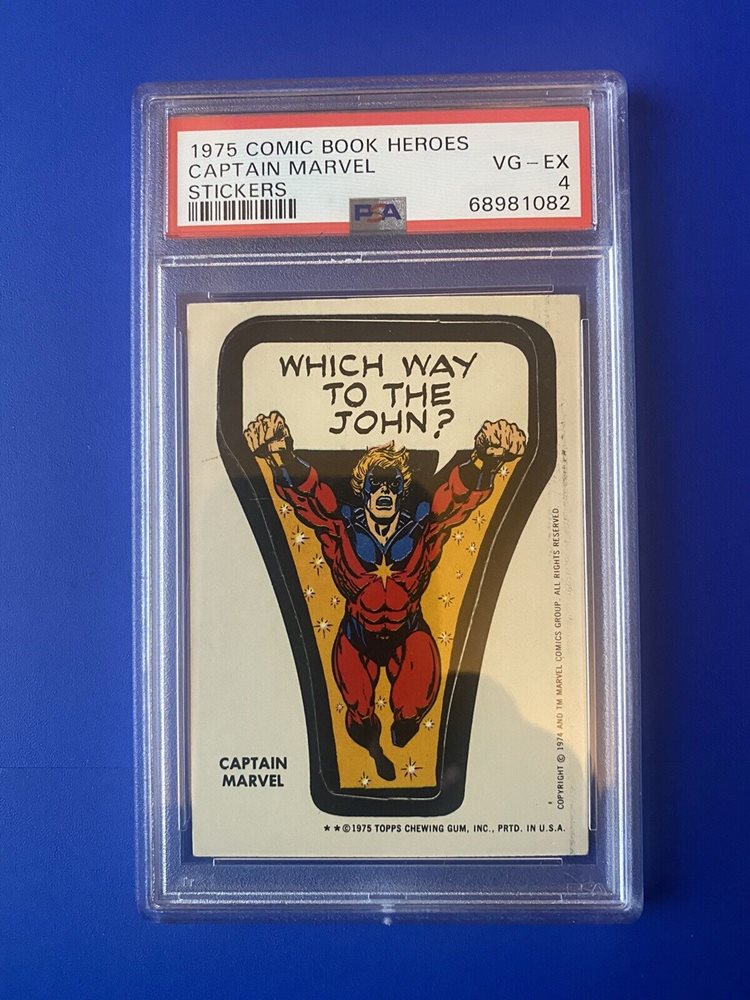 1975 COMIC BOOK HEROES
CAPTAIN MARVEL
STICKERS
VG-EX
4
68981082
PSA
WHICH WAY
TO THE
JOHN?
CAPTAIN
MARVEL
COPYRIGHT © 1974 AND TM MARVEL COMICS GROUP. ALL RIGHTS RESERVED.
**©1975 TOPPS CHEWING GUM, INC., PRTD. IN U.S.A.